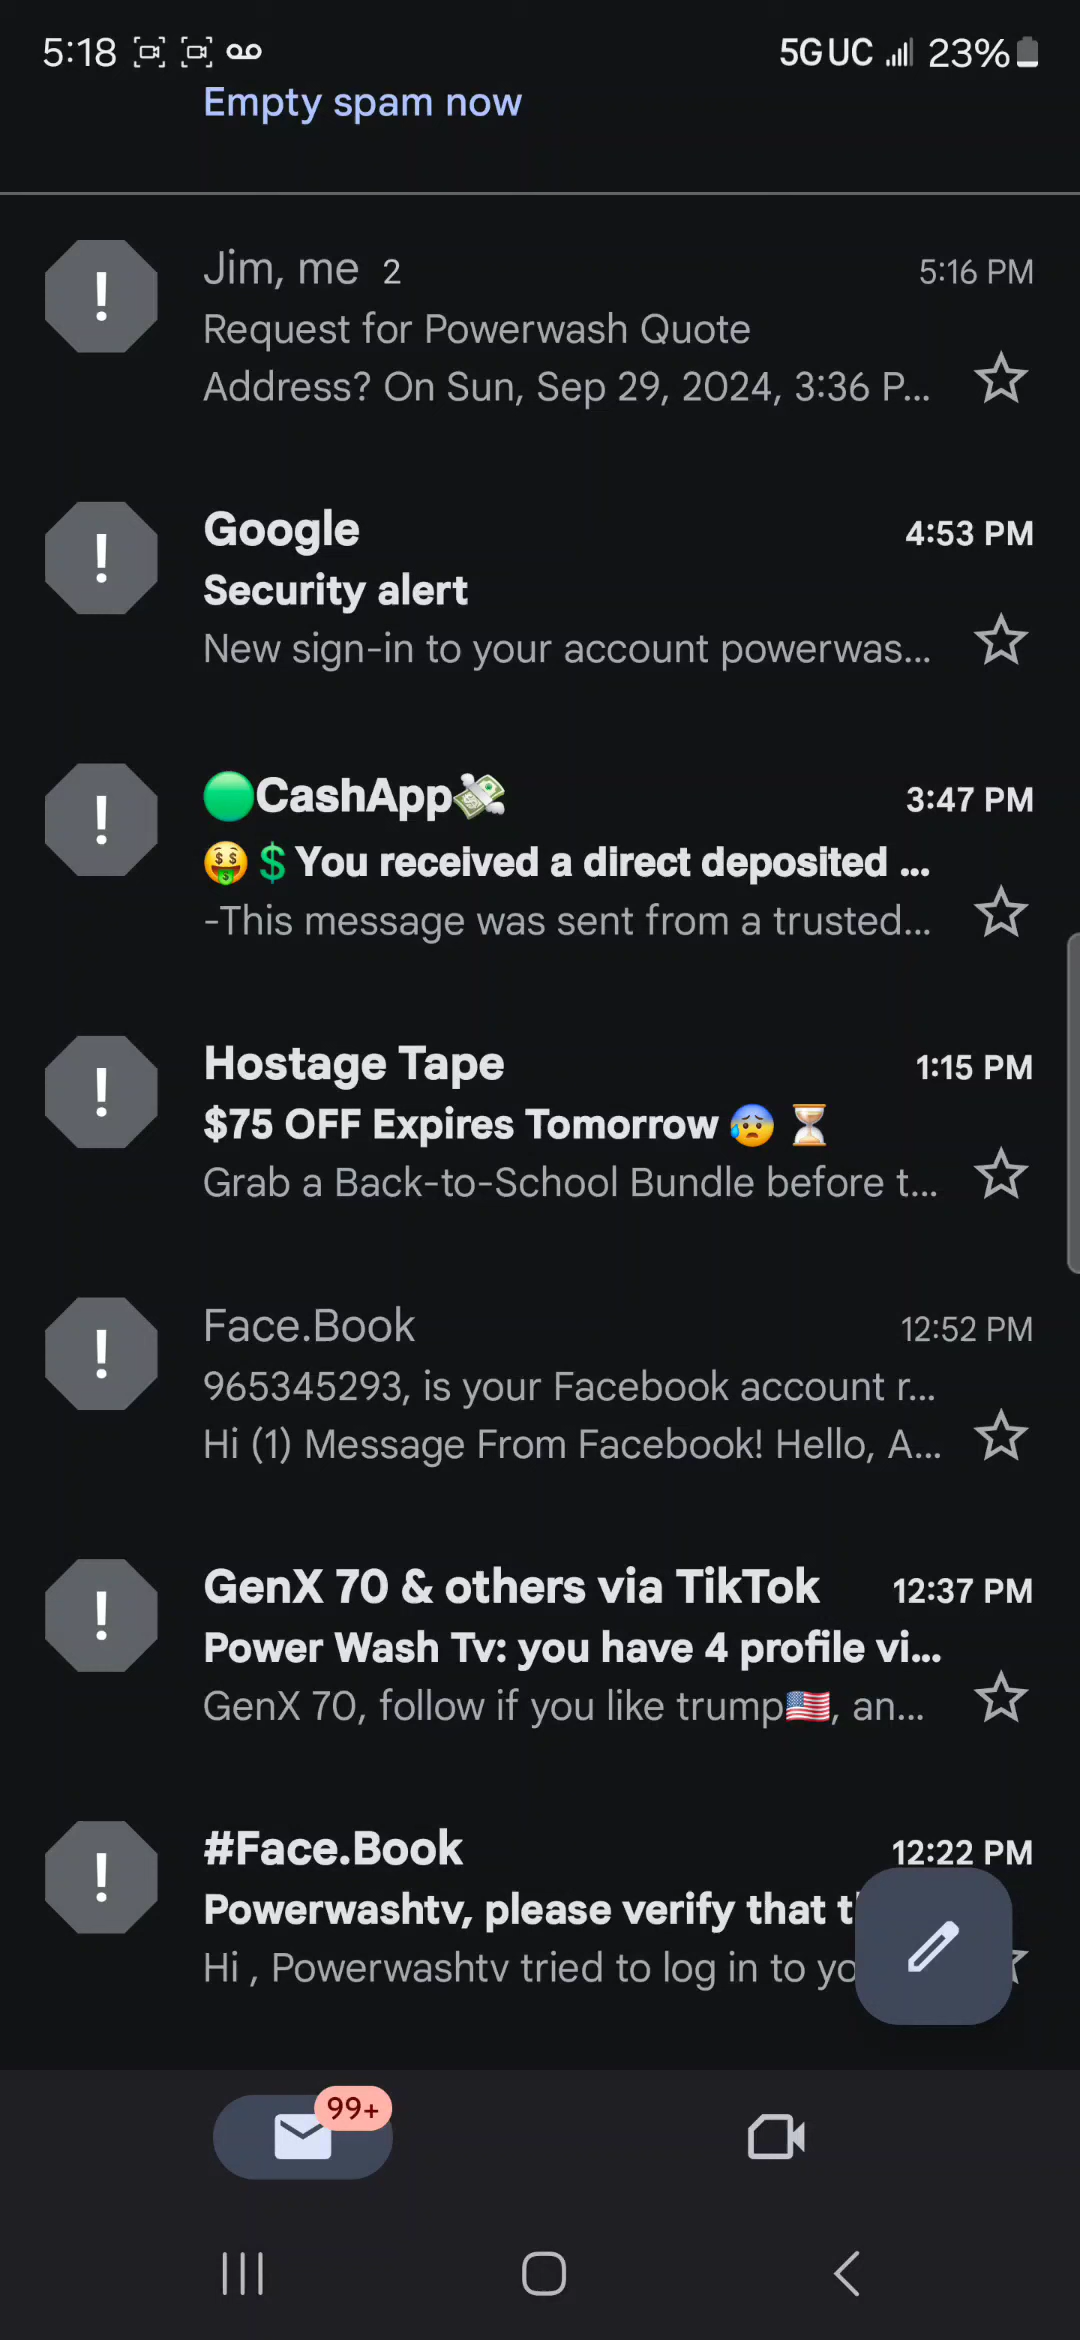 5:18 5G UC 23%
Empty spam now
Jim, me 2 5:16 PM
Request for Powerwash Quote
Address? On Sun, Sep 29, 2024, 3:36 P...
Google 4:53 PM
Security alert
New sign-in to your account powerwas...
🟢CashApp💸 3:47 PM
🤑💲You received a direct deposited ...
-This message was sent from a trusted...
Hostage Tape 1:15 PM
$75 OFF Expires Tomorrow 😰 ⏳
Grab a Back-to-School Bundle before t...
Face.Book 12:52 PM
965345293, is your Facebook account r...
Hi (1) Message From Facebook! Hello, A...
GenX 70 & others via TikTok 12:37 PM
Power Wash Tv: you have 4 profile vi...
GenX 70, follow if you like trump🇺🇸, an...
#Face.Book 12:22 PM
Powerwashtv, please verify that t
Hi , Powerwashtv tried to log in to yo
99+